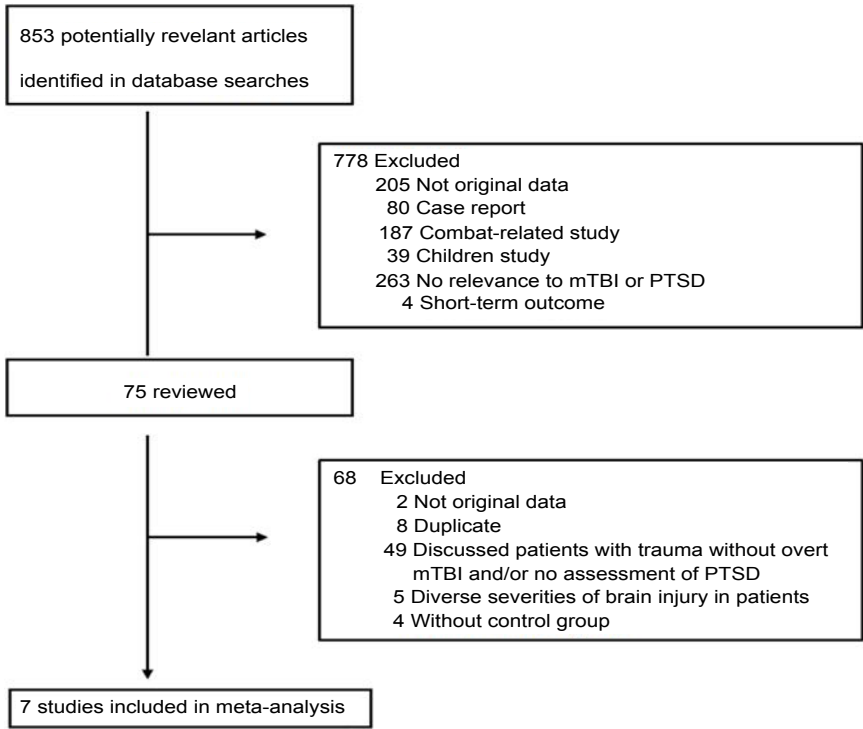 853 potentially revelant articles
identified in database searches
778 Excluded
205 Not original data
80 Case report
187 Combat-related study
39 Children study
263 No relevance to mTBI or PTSD
4 Short-term outcome
75 reviewed
68 Excluded
2 Not original data
8 Duplicate
49 Discussed patients with trauma without overt
mTBI and/or no assessment of PTSD
5 Diverse severities of brain injury in patients
4 Without control group
7 studies included in meta-analysis